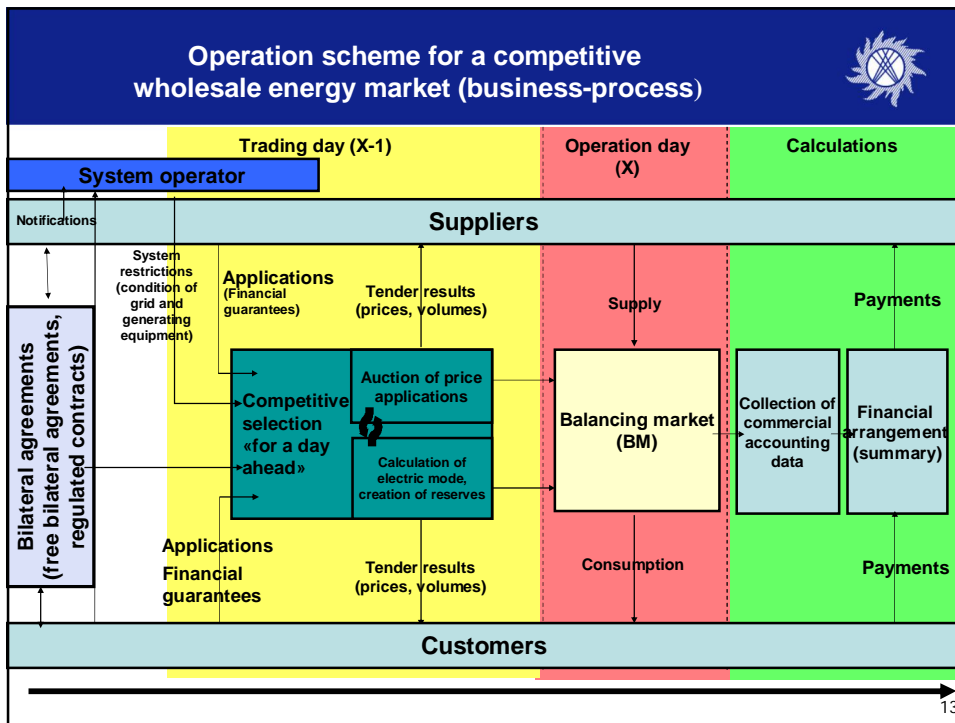 Operation scheme for a competitive
wholesale energy market (business-process)
Trading day (X-1)
Operation day
(X)
Calculations
System operator
Notifications
Suppliers
System
restrictions
(condition of
grid and
generating
equipment)
Applications
(Financial
guarantees)
Tender results
(prices, volumes)
Supply
Payments
Bilateral agreements
(free bilateral agreements,
regulated contracts)
Competitive
selection
«for a day
ahead»
Auction of price
applications
Calculation of
electric mode,
creation of reserves
Balancing market
(BM)
Collection of
commercial
accounting
data
Financial
arrangement
(summary)
Applications
Financial
guarantees
Tender results
(prices, volumes)
Consumption
Payments
Customers
13